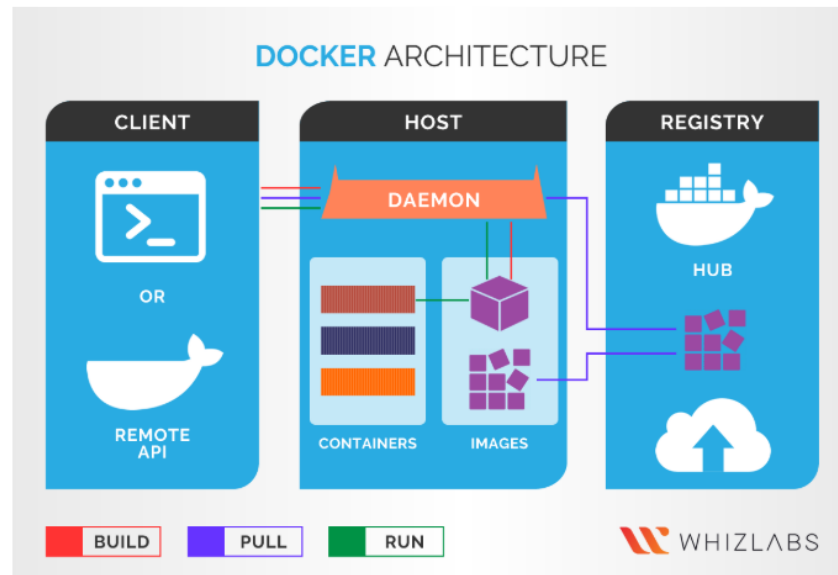 DOCKER ARCHITECTURE
CLIENT
OR
REMOTE
API
HOST
DAEMON
CONTAINERS
IMAGES
REGISTRY
HUB
BUILD
PULL
RUN
WHIZLABS